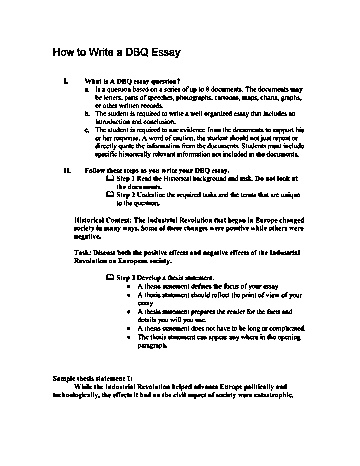 How to Write a DBQ Essay
I. What is A DBQ essay question?
a. Is a question based on a series of up to 8 documents. The documents may
be letters, parts of speeches, photographs, cartoons, maps, charts, graphs,
or other written records.
b. The student is required to write a well organized essay that includes an
introduction and conclusion.
c. The student is required to use evidence from the documents to support his
or her response. A word of caution, the student should not just repeat or
directly quote the information from the documents. Students must include
specific historically relevant information not included in the documents.
II. Follow these steps as you write your DBQ essay.
Step 1 Read the Historical background and task. Do not look at
the documents.
Step 2 Underline the required tasks and the terms that are unique
to the question.
Historical Context: The Industrial Revolution that began in Europe changed
society in many ways. Some of these changes were positive while others were
negative.
Task: Discuss both the positive effects and negative effects of the Industrial
Revolution on European society.
Step 3 Develop a thesis statement.
• A thesis statement defines the focus of your essay
• A thesis statement should reflect the point of view of your
essay
• A thesis statement prepares the reader for the facts and
details you will you use.
• A thesis statement does not have to be long or complicated.
• The thesis statement can appear any where in the opening
paragraph.
Sample thesis statement 1:
While the Industrial Revolution helped advance Europe politically and
technologically, the effects it had on the civil aspect of society were catastrophic.